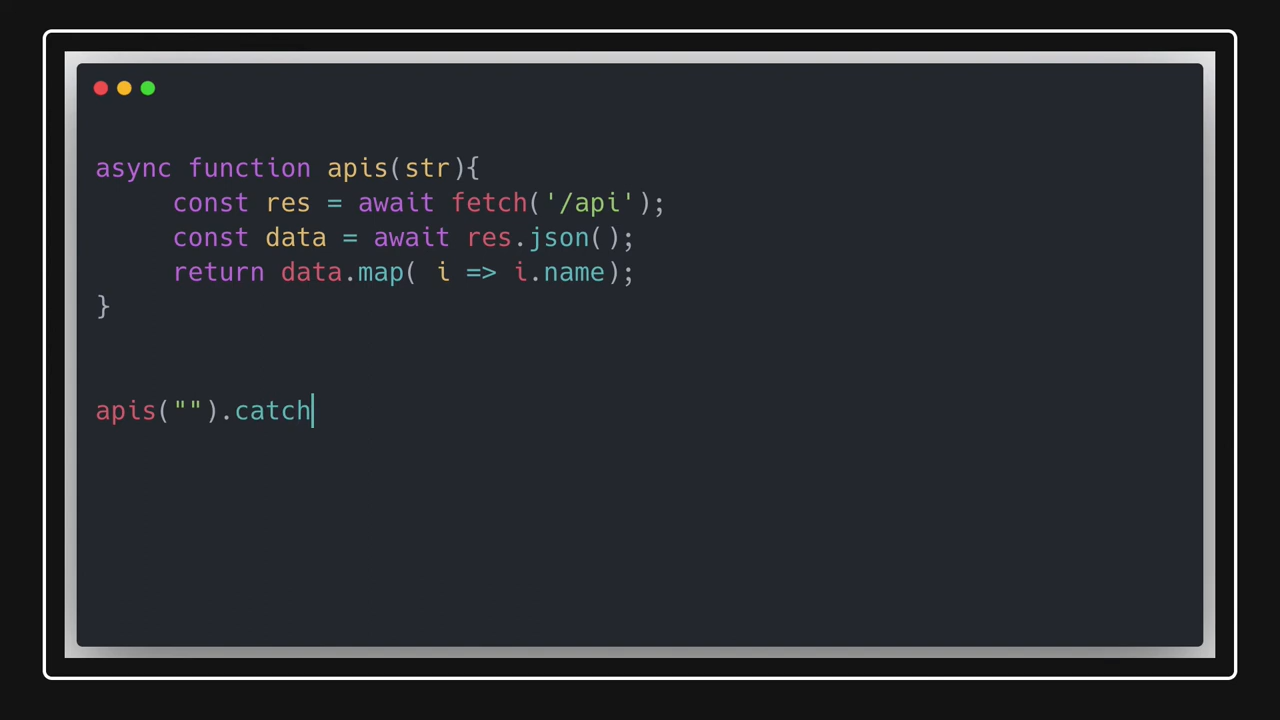 async function apis(str){
     const res = await fetch('/api');
     const data = await res.json();
     return data.map( i => i.name);
}
apis("").catch